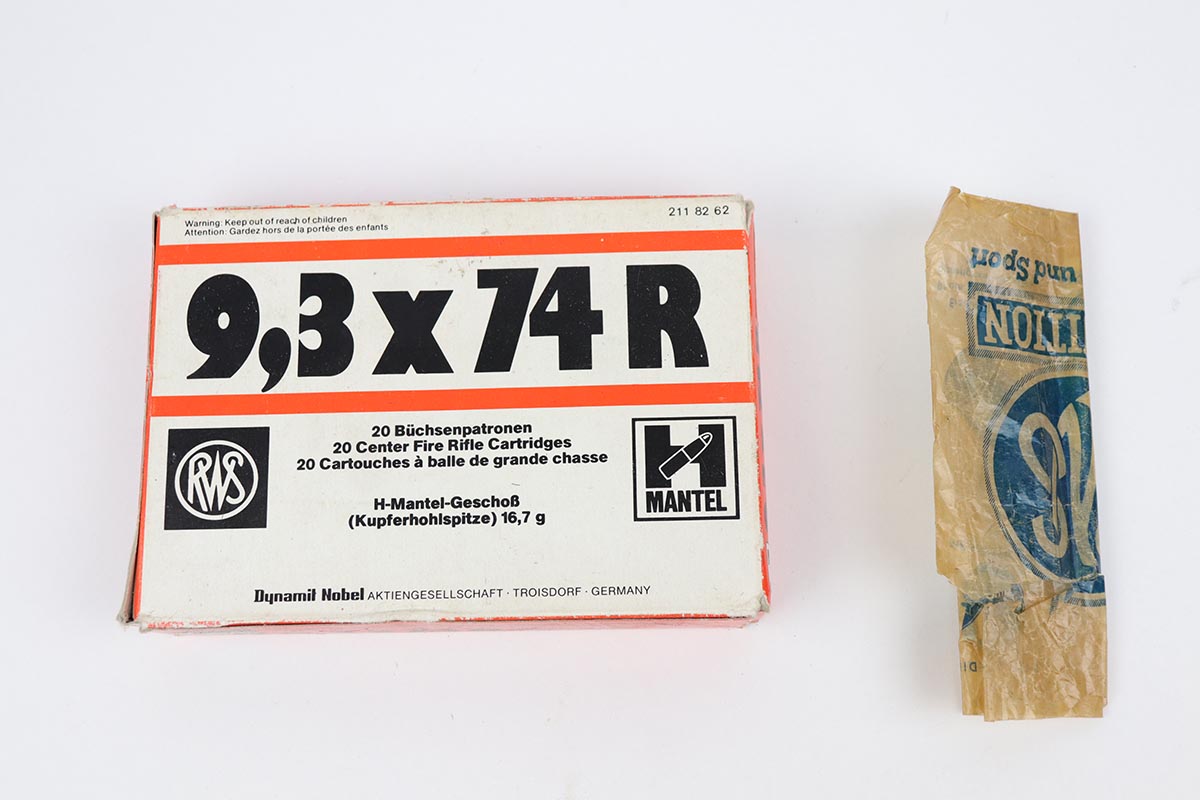 Warning: Keep out of reach of children
Attention: Gardez hors de la portée des enfants
211 82 62
9,3 x 74 R
20 Büchsenpatronen
20 Center Fire Rifle Cartridges
20 Cartouches à balle de grande chasse
H-Mantel-Geschoß
(Kupferhohlspitze) 16,7 g
RWS
H
MANTEL
Dynamit Nobel AKTIENGESELLSCHAFT · TROISDORF · GERMANY
und Sport
ITION